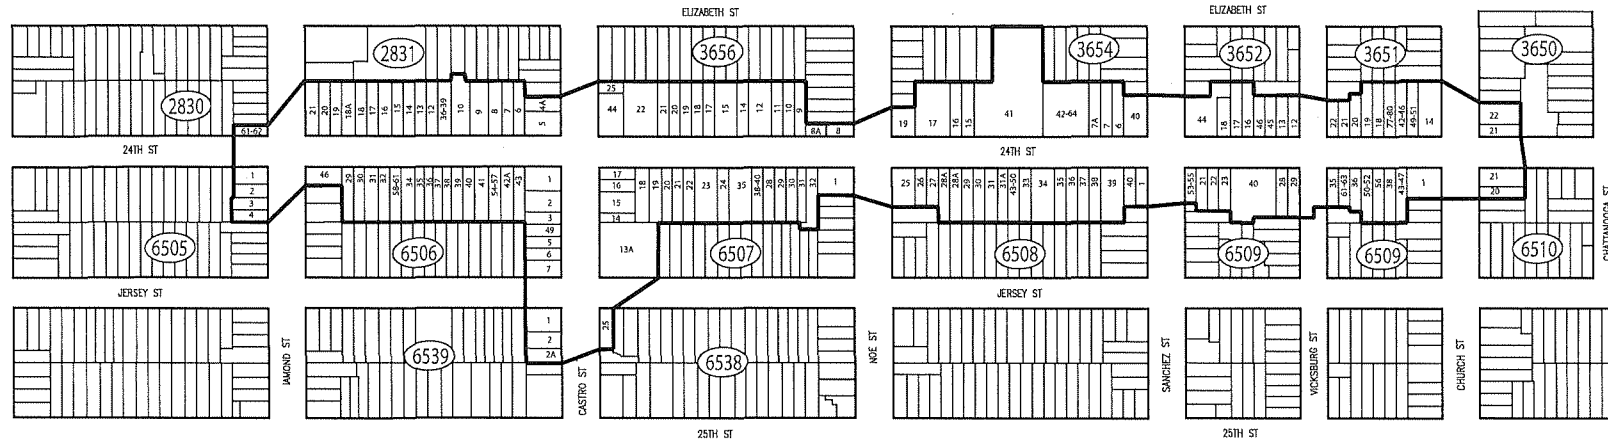 ELIZABETH ST
ELIZABETH ST
2830
61-62
2831
21 20 19 18A 18 17 16 15 14 13 12 36-39 10 9 8 7 6
4A
5
3656
25
44 22 21 20 19 18 17 15 14 12 11 10 9
8A 8
3654
19 17 16 15 41 42-64 7A 7 6 40
3652
44 18 17 16 46 45 13 12
3651
22 21 20 19 18 77-80 42-46 49-51 14
3650
22
21
24TH ST
24TH ST
1
2
3
4
6505
46 29 30 31 32 58-61 34 35 36 37 38 39 40 41 54-57 42A 43
1
2
3
49
5
6
7
6506
17
16
15
14
13A
18 19 20 21 22 23 24 35 38-40 28 29 30 31 32 1
6507
25 26 27 28A 28A 29 30 31 31A 43-50 33 34 35 36 37 38 39 40 1
6508
53-55 21 22 23 40 28 29
6509
35 61-63 36 50-52 56 38 43-47 1
6509
21
20
6510
CHATTANOOGA ST
JERSEY ST
JERSEY ST
1
2
2A
6539
25
6538
IAMOND ST
CASTRO ST
NOE ST
SANCHEZ ST
VICKSBURG ST
CHURCH ST
25TH ST
25TH ST